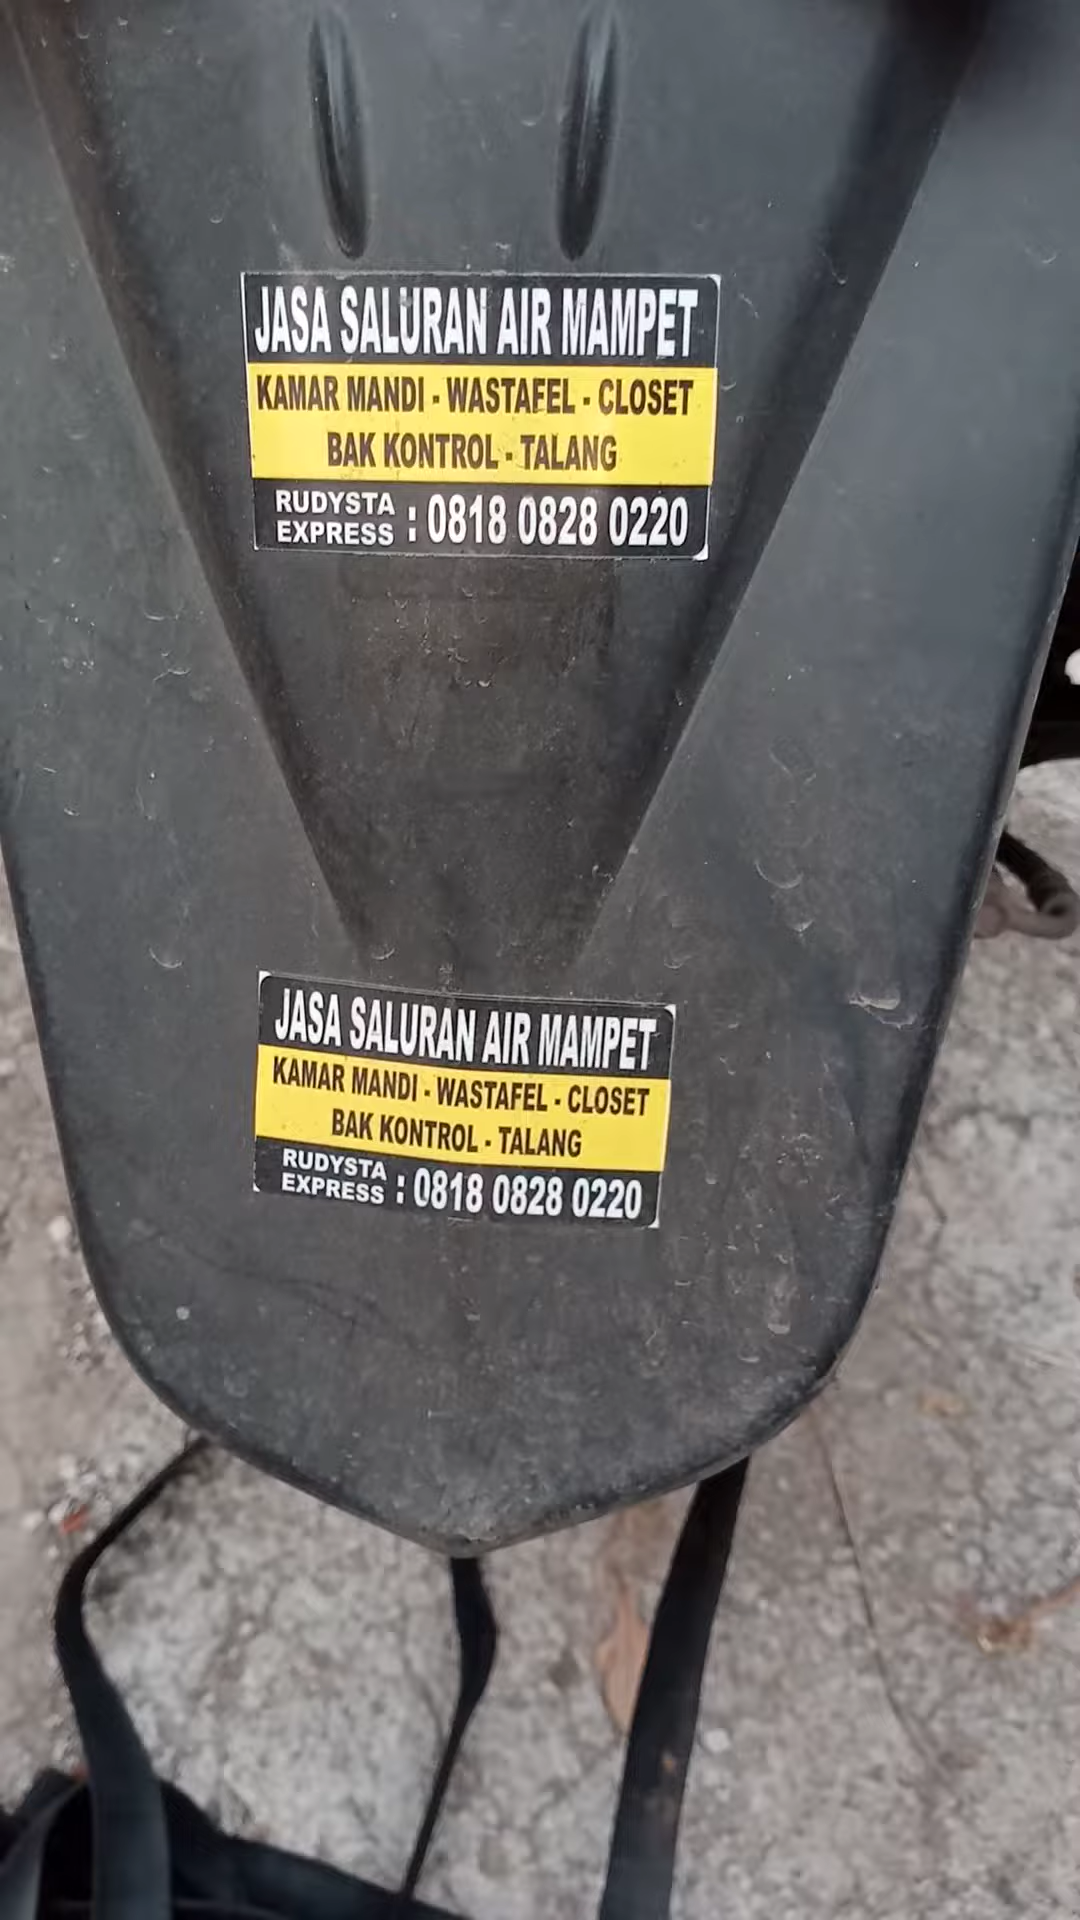 JASA SALURAN AIR MAMPET
KAMAR MANDI - WASTAFEL - CLOSET
BAK KONTROL - TALANG
RUDYSTA
EXPRESS : 0818 0828 0220
JASA SALURAN AIR MAMPET
KAMAR MANDI - WASTAFEL - CLOSET
BAK KONTROL - TALANG
RUDYSTA
EXPRESS : 0818 0828 0220